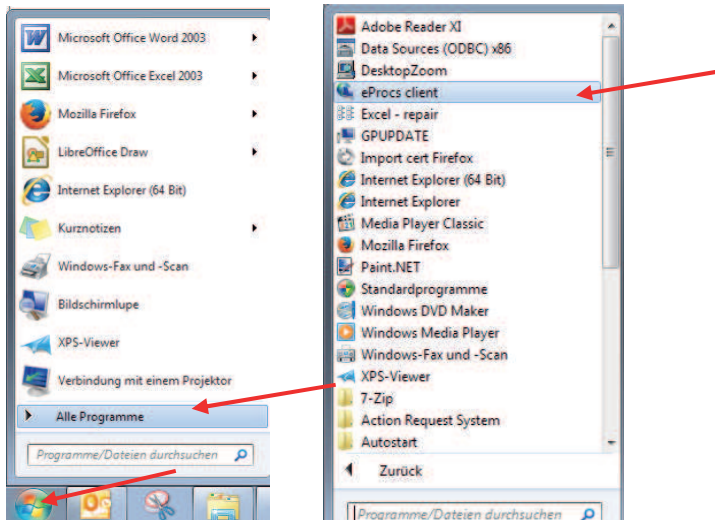 Microsoft Office Word 2003
Microsoft Office Excel 2003
Mozilla Firefox
LibreOffice Draw
Internet Explorer (64 Bit)
Kurznotizen
Windows-Fax und -Scan
Bildschirmlupe
XPS-Viewer
Verbindung mit einem Projektor
Alle Programme
Programme/Dateien durchsuchen
Adobe Reader XI
Data Sources (ODBC) x86
DesktopZoom
eProcs client
Excel - repair
GPUPDATE
Import cert Firefox
Internet Explorer (64 Bit)
Internet Explorer
Media Player Classic
Mozilla Firefox
Paint.NET
Standardprogramme
Windows DVD Maker
Windows Media Player
Windows-Fax und -Scan
XPS-Viewer
7-Zip
Action Request System
Autostart
Zurück
Programme/Dateien durchsuchen